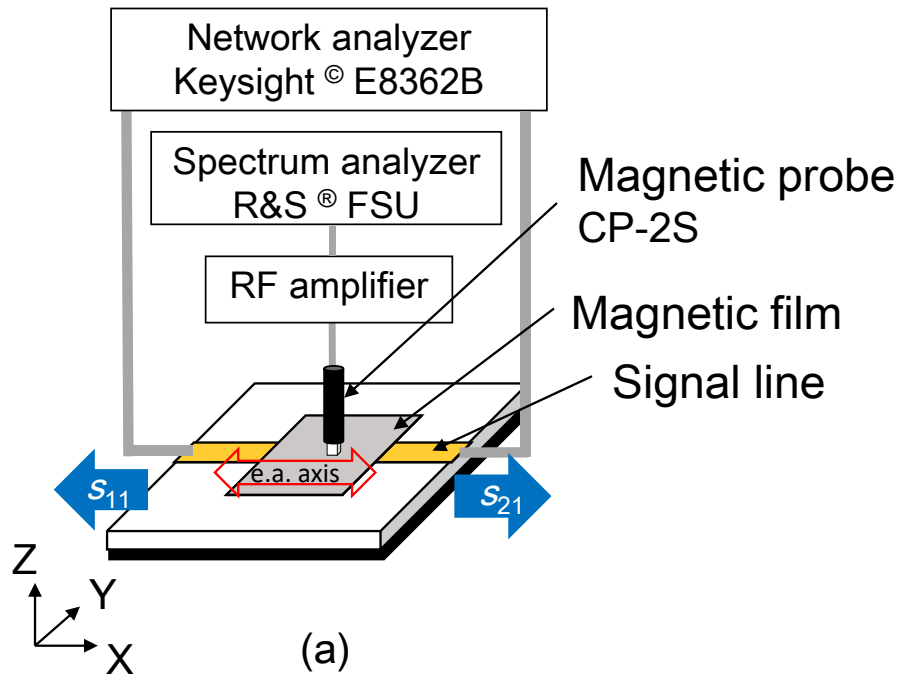 Network analyzer
Keysight © E8362B
Spectrum analyzer
R&S ® FSU
RF amplifier
Magnetic probe
CP-2S
Magnetic film
Signal line
e.a. axis
S11
S21
Z
Y
X
(a)